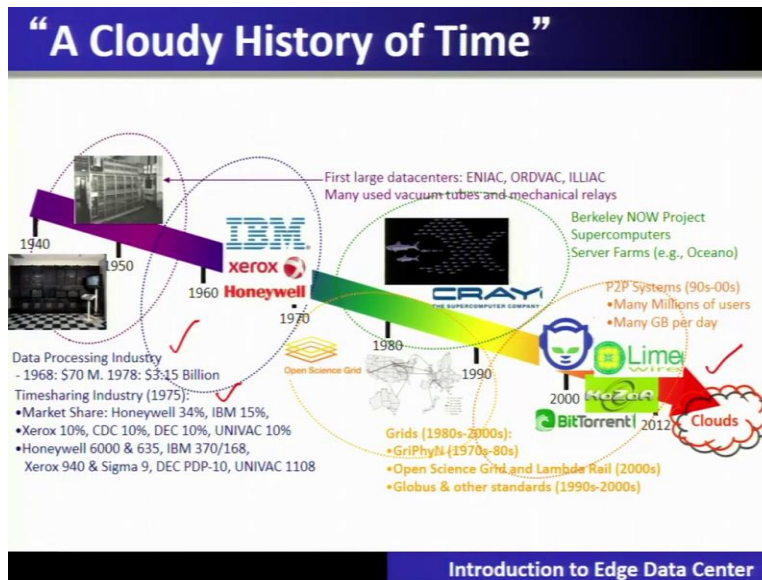 “A Cloudy History of Time”
First large datacenters: ENIAC, ORDVAC, ILLIAC
Many used vacuum tubes and mechanical relays
Berkeley NOW Project
Supercomputers
Server Farms (e.g., Oceano)
1940
1950
1960
1970
1980
1990
2000
2012
IBM
xerox
Honeywell
CRAY
THE SUPERCOMPUTER COMPANY
P2P Systems (90s-00s)
•Many Millions of users
•Many GB per day
Open Science Grid
Lime
wire
KaZaA
BitTorrent
Clouds
Data Processing Industry
- 1968: $70 M. 1978: $3.15 Billion
Timesharing Industry (1975):
•Market Share: Honeywell 34%, IBM 15%,
•Xerox 10%, CDC 10%, DEC 10%, UNIVAC 10%
•Honeywell 6000 & 635, IBM 370/168,
Xerox 940 & Sigma 9, DEC PDP-10, UNIVAC 1108
Grids (1980s-2000s):
•GriPhyN (1970s-80s)
•Open Science Grid and Lambda Rail (2000s)
•Globus & other standards (1990s-2000s)
Introduction to Edge Data Center